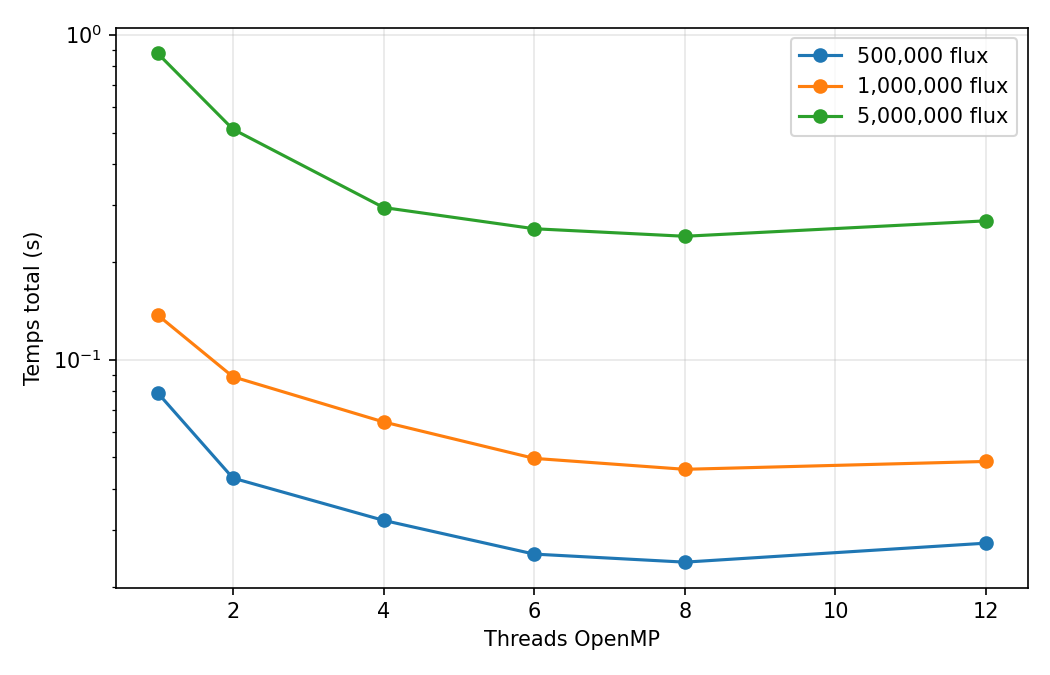 10⁰
10⁻¹
Temps total (s)
500,000 flux
1,000,000 flux
5,000,000 flux
2 4 6 8 10 12
Threads OpenMP